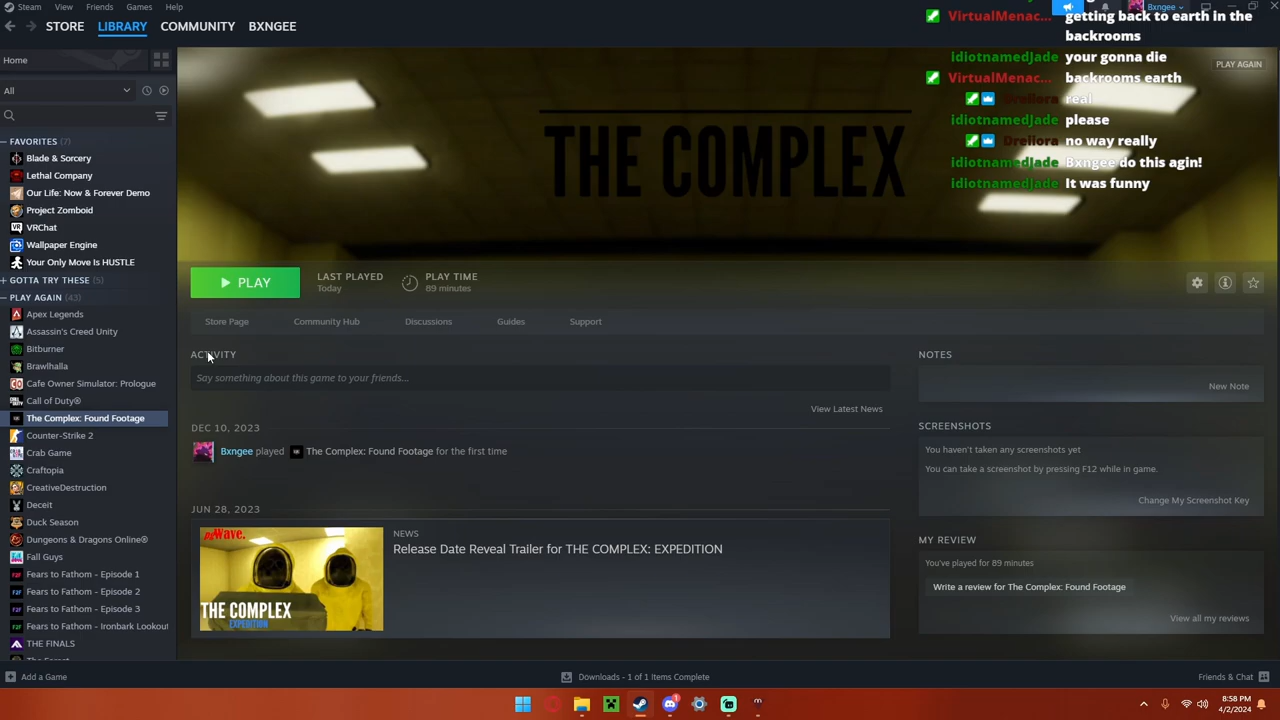 Steam View Friends Games Help
Bxngee
STORE LIBRARY COMMUNITY BXNGEE
Home
All
FAVORITES (7)
Blade & Sorcery
Lethal Company
Our Life: Now & Forever Demo
Project Zomboid
VRChat
Wallpaper Engine
Your Only Move Is HUSTLE
GOTTA TRY THESE (5)
PLAY AGAIN (43)
Apex Legends
Assassin's Creed Unity
Bitburner
Brawlhalla
Cafe Owner Simulator: Prologue
Call of Duty®
The Complex: Found Footage
Counter-Strike 2
Crab Game
Craftopia
CreativeDestruction
Deceit
Duck Season
Dungeons & Dragons Online®
Fall Guys
Fears to Fathom - Episode 1
Fears to Fathom - Episode 2
Fears to Fathom - Episode 3
Fears to Fathom - Ironbark Lookout
THE FINALS
THE COMPLEX
PLAY AGAIN
VirtualMenac... getting back to earth in the
backrooms
idiotnamedJade your gonna die
VirtualMenac... backrooms earth
Dreliora real
idiotnamedJade please
Dreliora no way really
idiotnamedJade Bxngee do this agin!
idiotnamedJade It was funny
PLAY
LAST PLAYED
Today
PLAY TIME
89 minutes
Store Page Community Hub Discussions Guides Support
ACTIVITY
Say something about this game to your friends...
View Latest News
DEC 10, 2023
Bxngee played The Complex: Found Footage for the first time
JUN 28, 2023
DEWave.
THE COMPLEX
EXPEDITION
NEWS
Release Date Reveal Trailer for THE COMPLEX: EXPEDITION
NOTES
New Note
SCREENSHOTS
You haven't taken any screenshots yet
You can take a screenshot by pressing F12 while in game.
Change My Screenshot Key
MY REVIEW
You've played for 89 minutes
Write a review for The Complex: Found Footage
View all my reviews
Add a Game
Downloads - 1 of 1 Items Complete
Friends & Chat
1
8:58 PM
4/2/2024